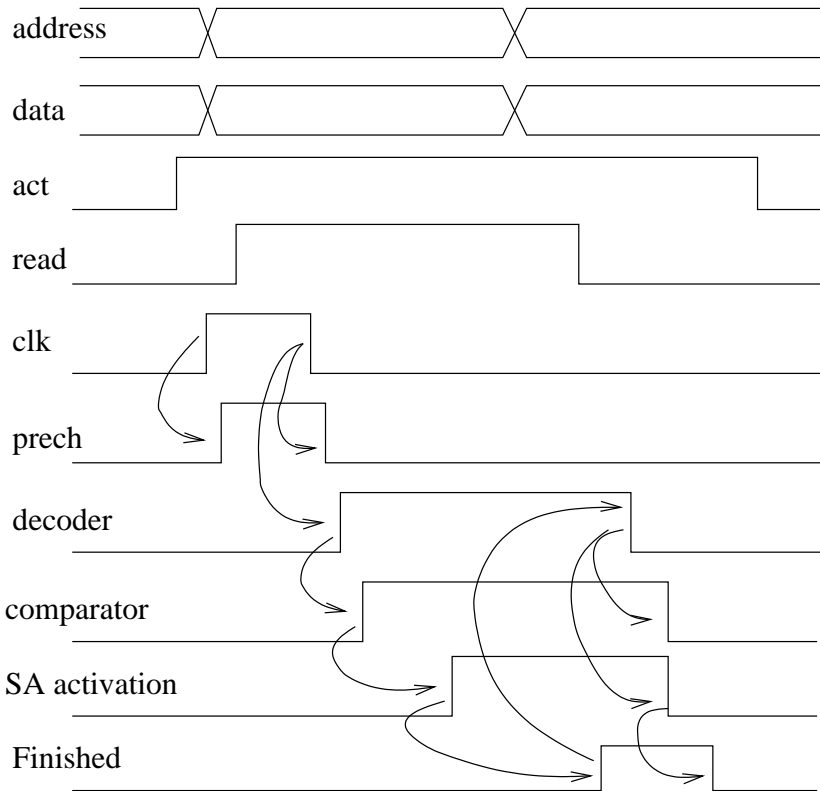 address
data
act
read
clk
prech
decoder
comparator
SA activation
Finished